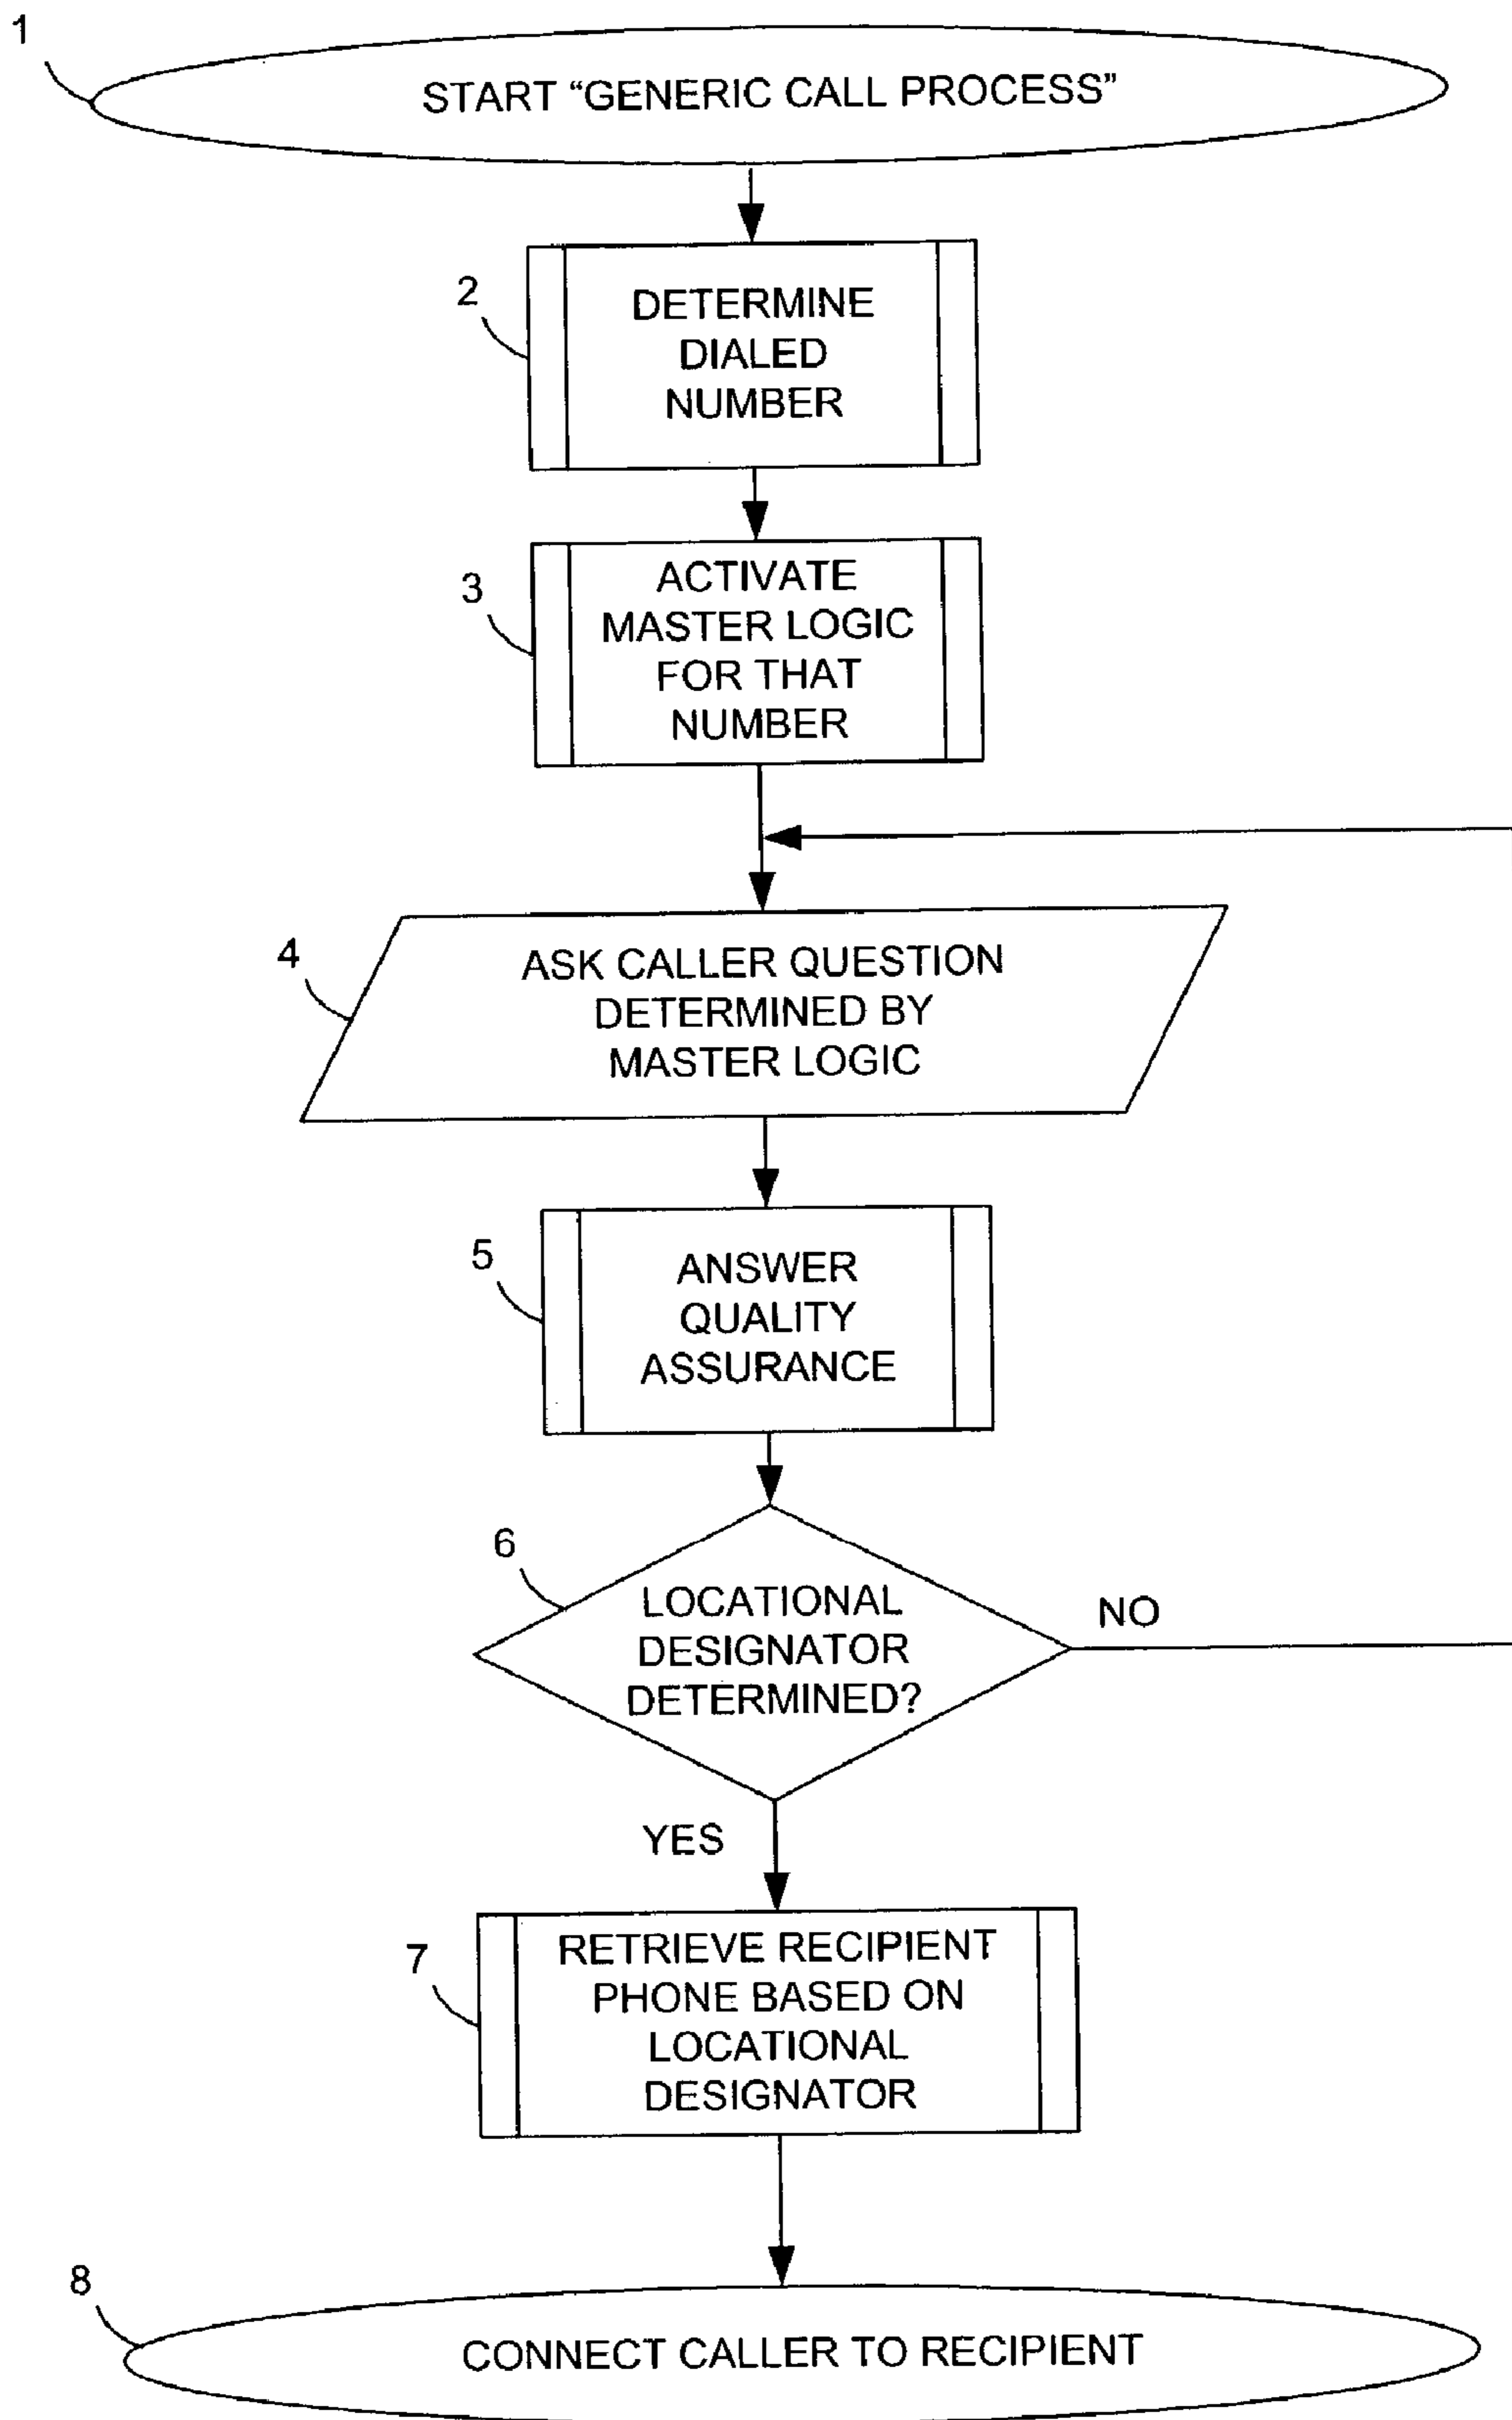 1
START “GENERIC CALL PROCESS”
2
DETERMINE
DIALED
NUMBER
3
ACTIVATE
MASTER LOGIC
FOR THAT
NUMBER
4
ASK CALLER QUESTION
DETERMINED BY
MASTER LOGIC
5
ANSWER
QUALITY
ASSURANCE
6
LOCATIONAL
DESIGNATOR
DETERMINED?
NO
YES
7
RETRIEVE RECIPIENT
PHONE BASED ON
LOCATIONAL
DESIGNATOR
8
CONNECT CALLER TO RECIPIENT